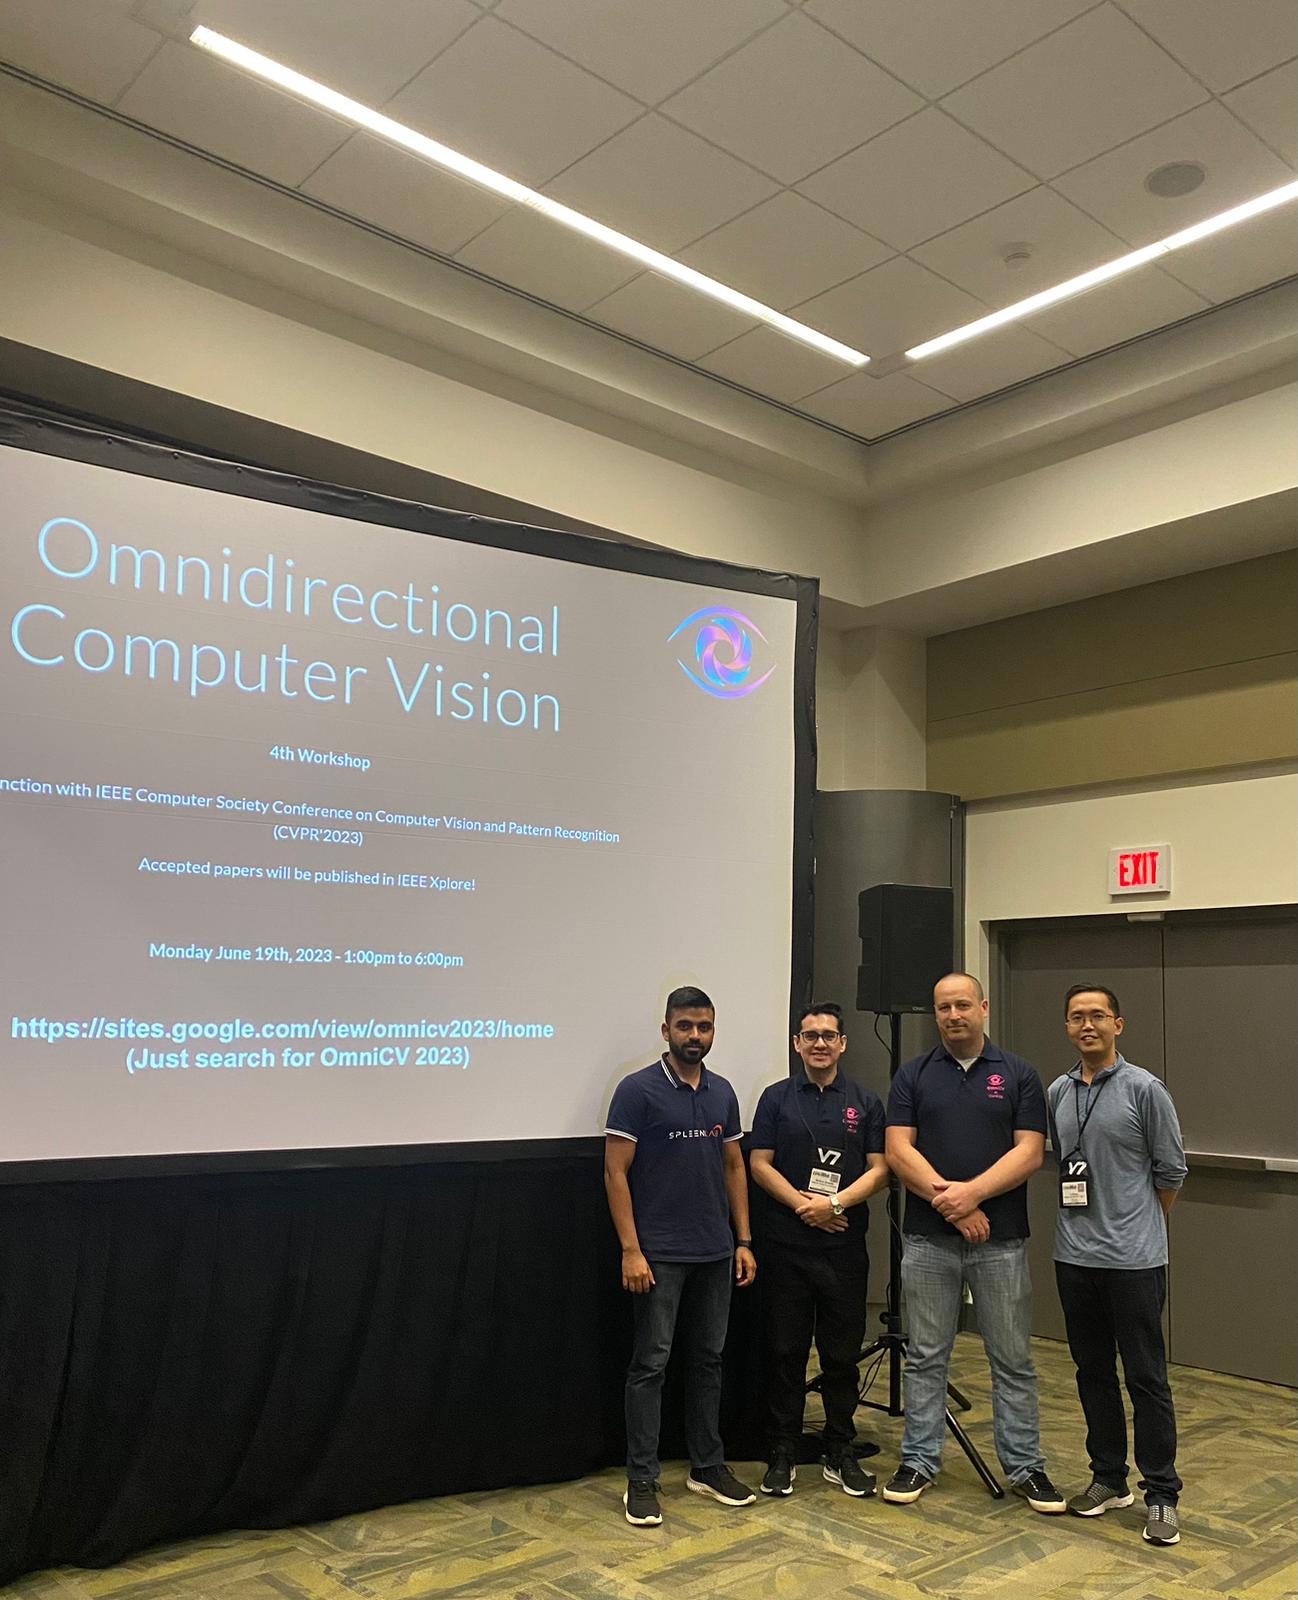 Omnidirectional
Computer Vision
4th Workshop
nction with IEEE Computer Society Conference on Computer Vision and Pattern Recognition
(CVPR'2023)
Accepted papers will be published in IEEE Xplore!
Monday June 19th, 2023 - 1:00pm to 6:00pm
https://sites.google.com/view/omnicv2023/home
(Just search for OmniCV 2023)
EXIT
SPLEENLAB
OmniCV
V7
V7